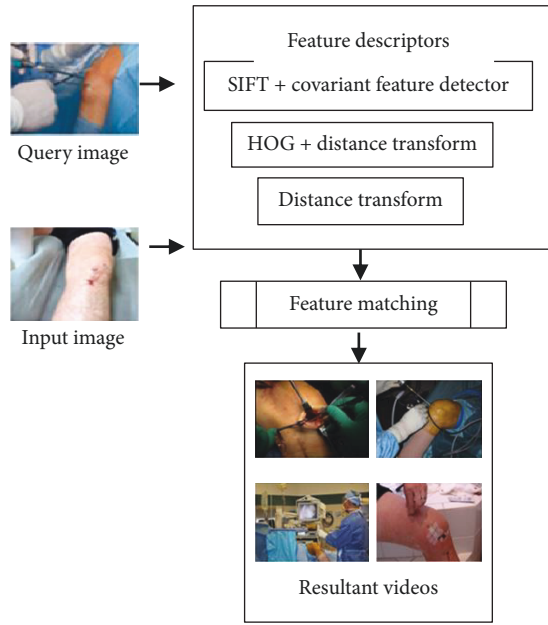 Feature descriptors
SIFT + covariant feature detector
HOG + distance transform
Distance transform
Query image
Input image
Feature matching
Resultant videos